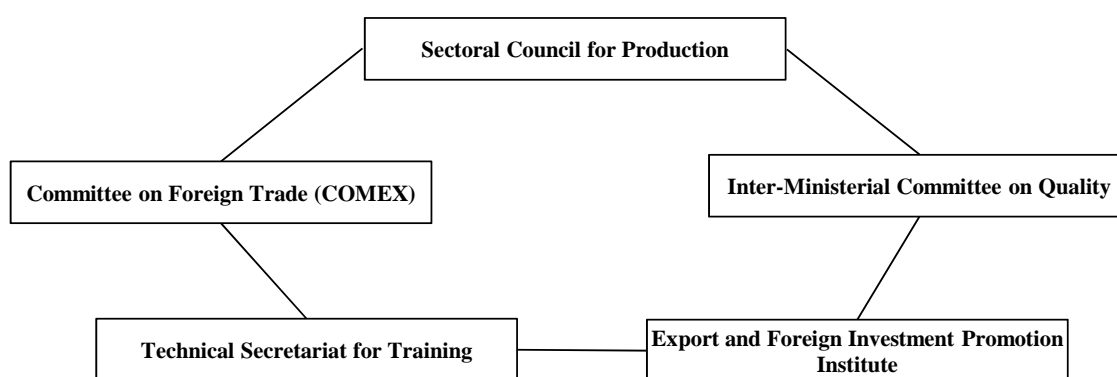 Sectoral Council for Production
Committee on Foreign Trade (COMEX)
Inter-Ministerial Committee on Quality
Technical Secretariat for Training
Export and Foreign Investment Promotion
Institute